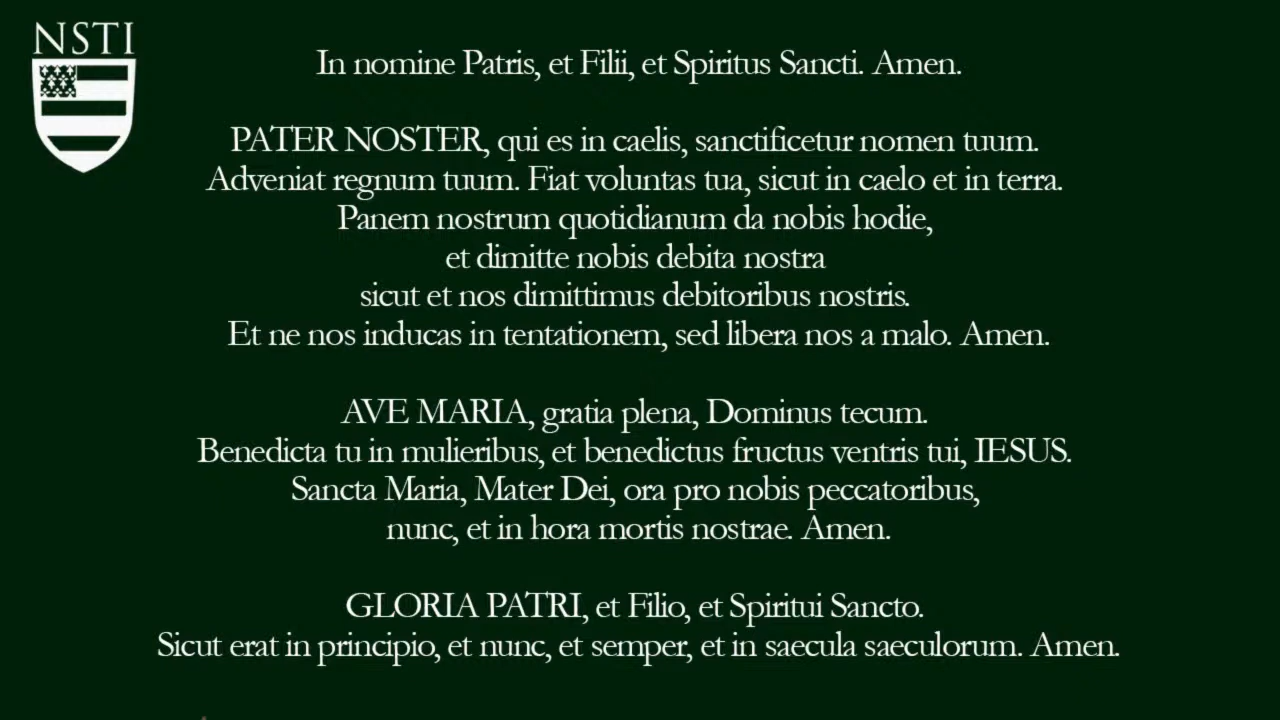 NSTI
In nomine Patris, et Filii, et Spiritus Sancti. Amen.
PATER NOSTER, qui es in caelis, sanctificetur nomen tuum.
Adveniat regnum tuum. Fiat voluntas tua, sicut in caelo et in terra.
Panem nostrum quotidianum da nobis hodie,
et dimitte nobis debita nostra
sicut et nos dimittimus debitoribus nostris.
Et ne nos inducas in tentationem, sed libera nos a malo. Amen.
AVE MARIA, gratia plena, Dominus tecum.
Benedicta tu in mulieribus, et benedictus fructus ventris tui, IESUS.
Sancta Maria, Mater Dei, ora pro nobis peccatoribus,
nunc, et in hora mortis nostrae. Amen.
GLORIA PATRI, et Filio, et Spiritui Sancto.
Sicut erat in principio, et nunc, et semper, et in saecula saeculorum. Amen.